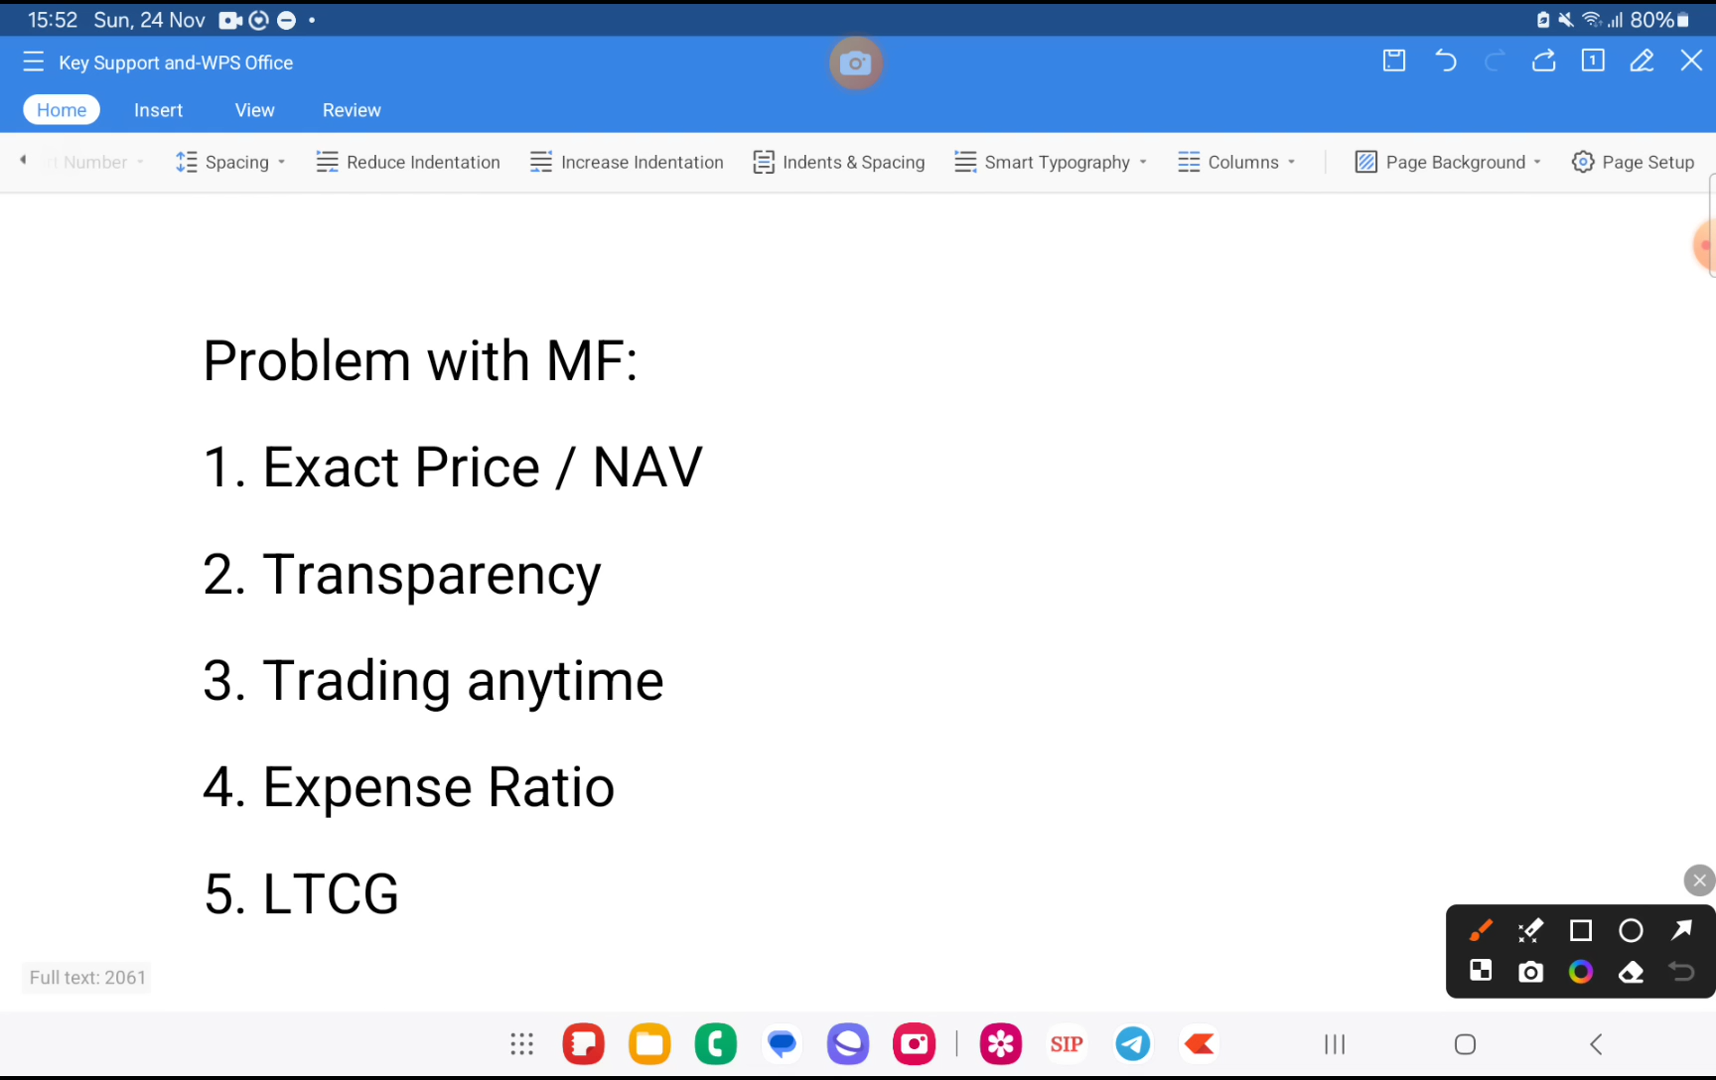 15:52 Sun, 24 Nov 80%
Key Support and-WPS Office 1
Home Insert View Review
Number Spacing Reduce Indentation Increase Indentation Indents & Spacing Smart Typography Columns Page Background Page Setup
Problem with MF:
1. Exact Price / NAV
2. Transparency
3. Trading anytime
4. Expense Ratio
5. LTCG
Full text: 2061
SIP